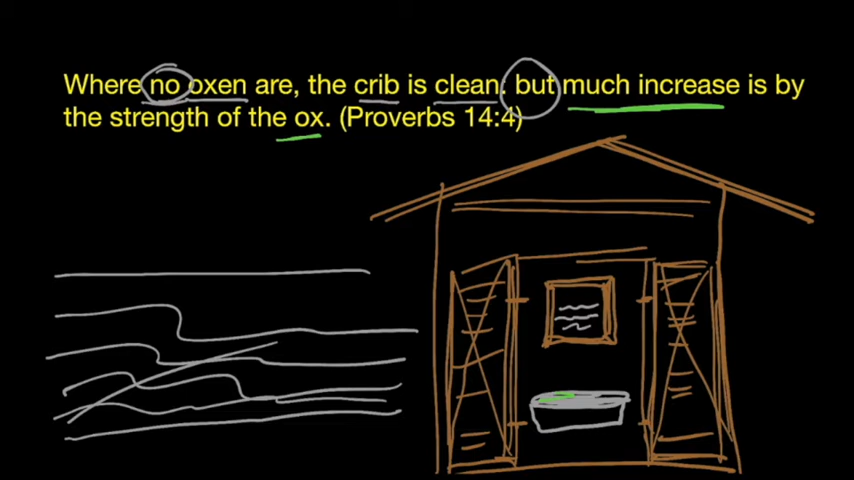 Where no oxen are, the crib is clean: but much increase is by
the strength of the ox. (Proverbs 14:4)